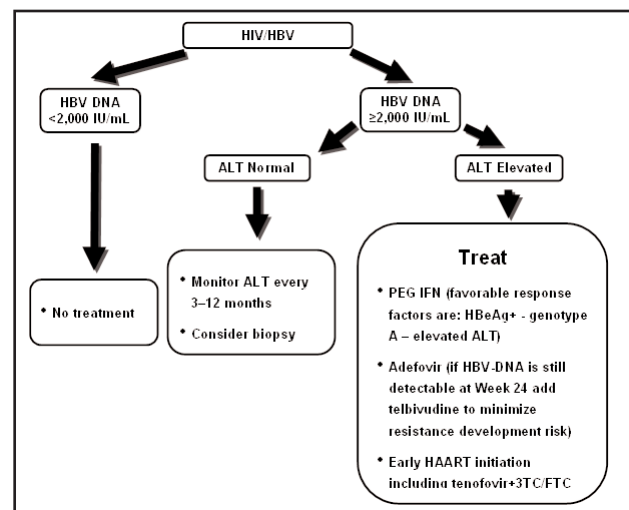 HIV/HBV
HBV DNA
<2,000 IU/mL
HBV DNA
≥2,000 IU/mL
ALT Normal
ALT Elevated
• No treatment
• Monitor ALT every
3–12 months
• Consider biopsy
Treat
• PEG IFN (favorable response
factors are: HBeAg+ - genotype
A – elevated ALT)
• Adefovir (if HBV-DNA is still
detectable at Week 24 add
telbivudine to minimize
resistance development risk)
• Early HAART initiation
including tenofovir+3TC/FTC